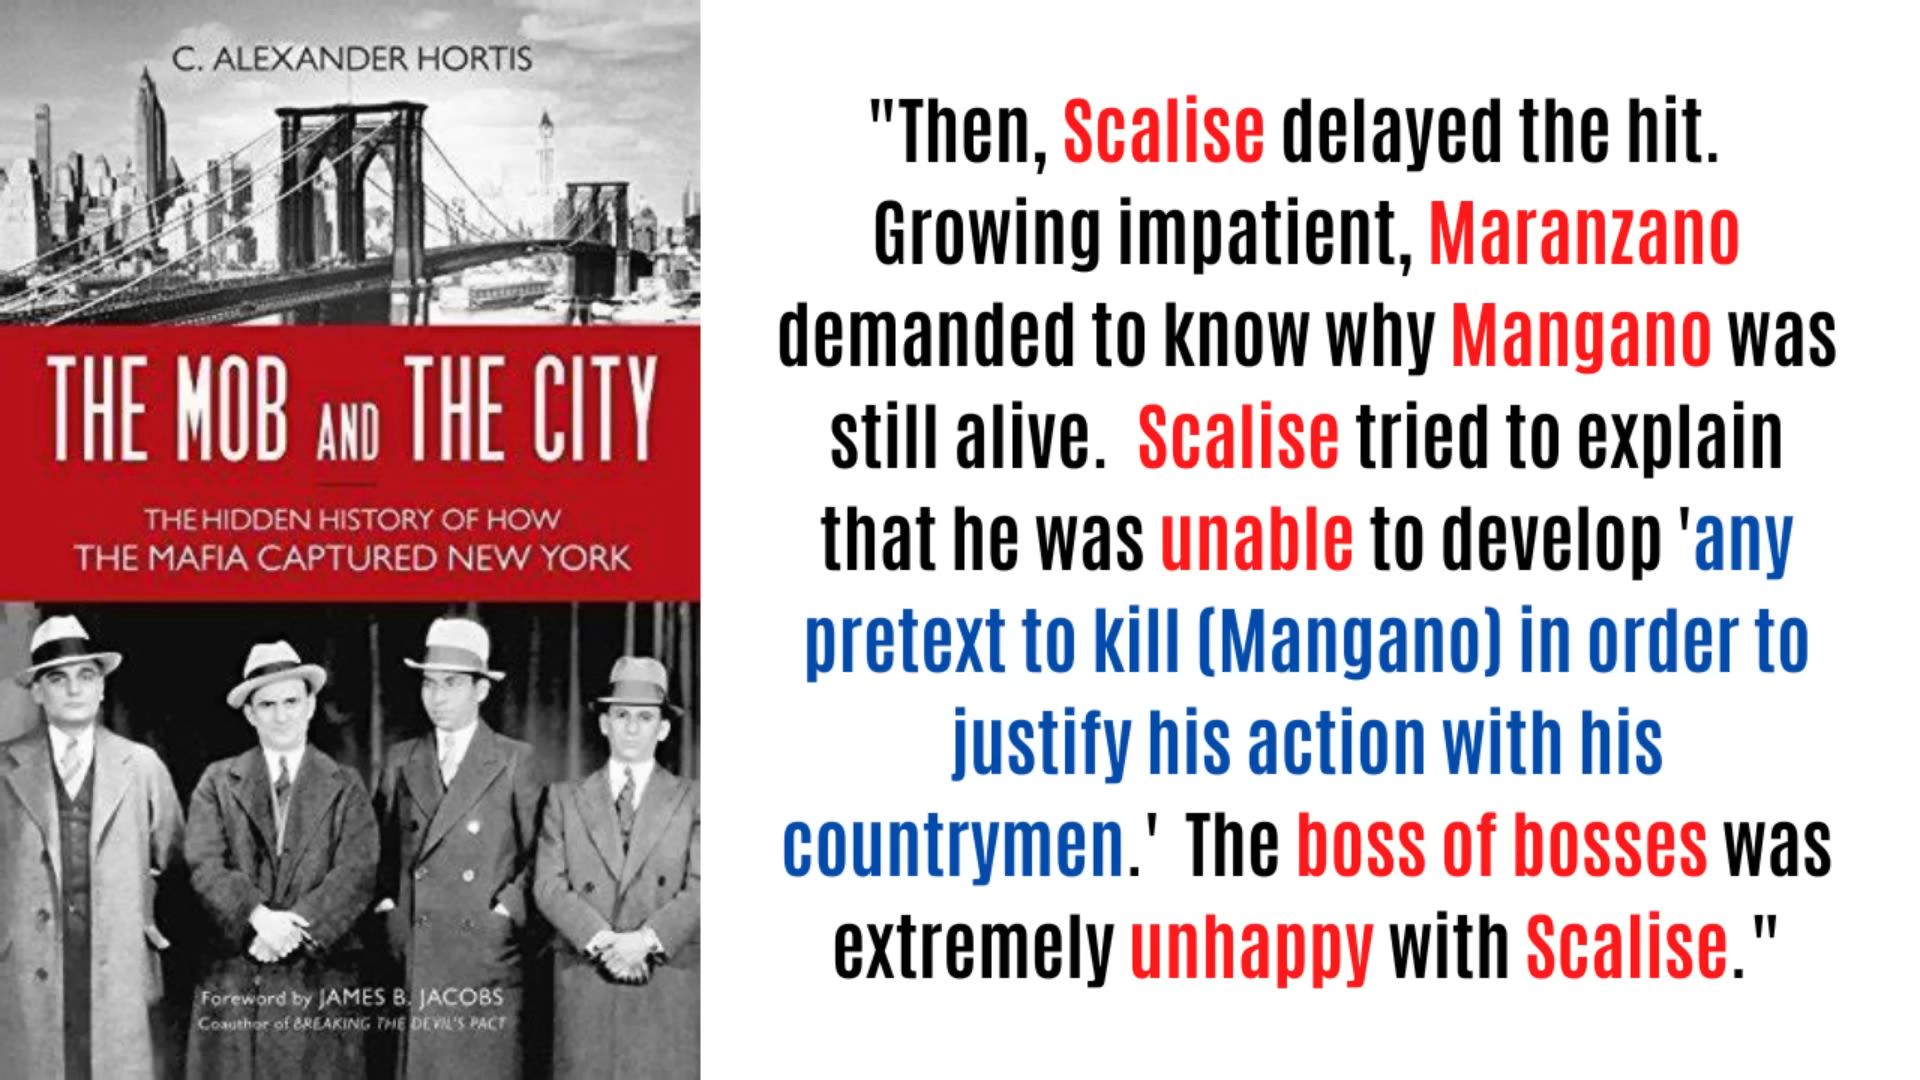 C. ALEXANDER HORTIS
THE MOB AND THE CITY
THE HIDDEN HISTORY OF HOW
THE MAFIA CAPTURED NEW YORK
Foreword by JAMES B. JACOBS
Coauthor of BREAKING THE DEVIL'S PACT
"Then, Scalise delayed the hit.
Growing impatient, Maranzano
demanded to know why Mangano was
still alive. Scalise tried to explain
that he was unable to develop 'any
pretext to kill (Mangano) in order to
justify his action with his
countrymen.' The boss of bosses was
extremely unhappy with Scalise."